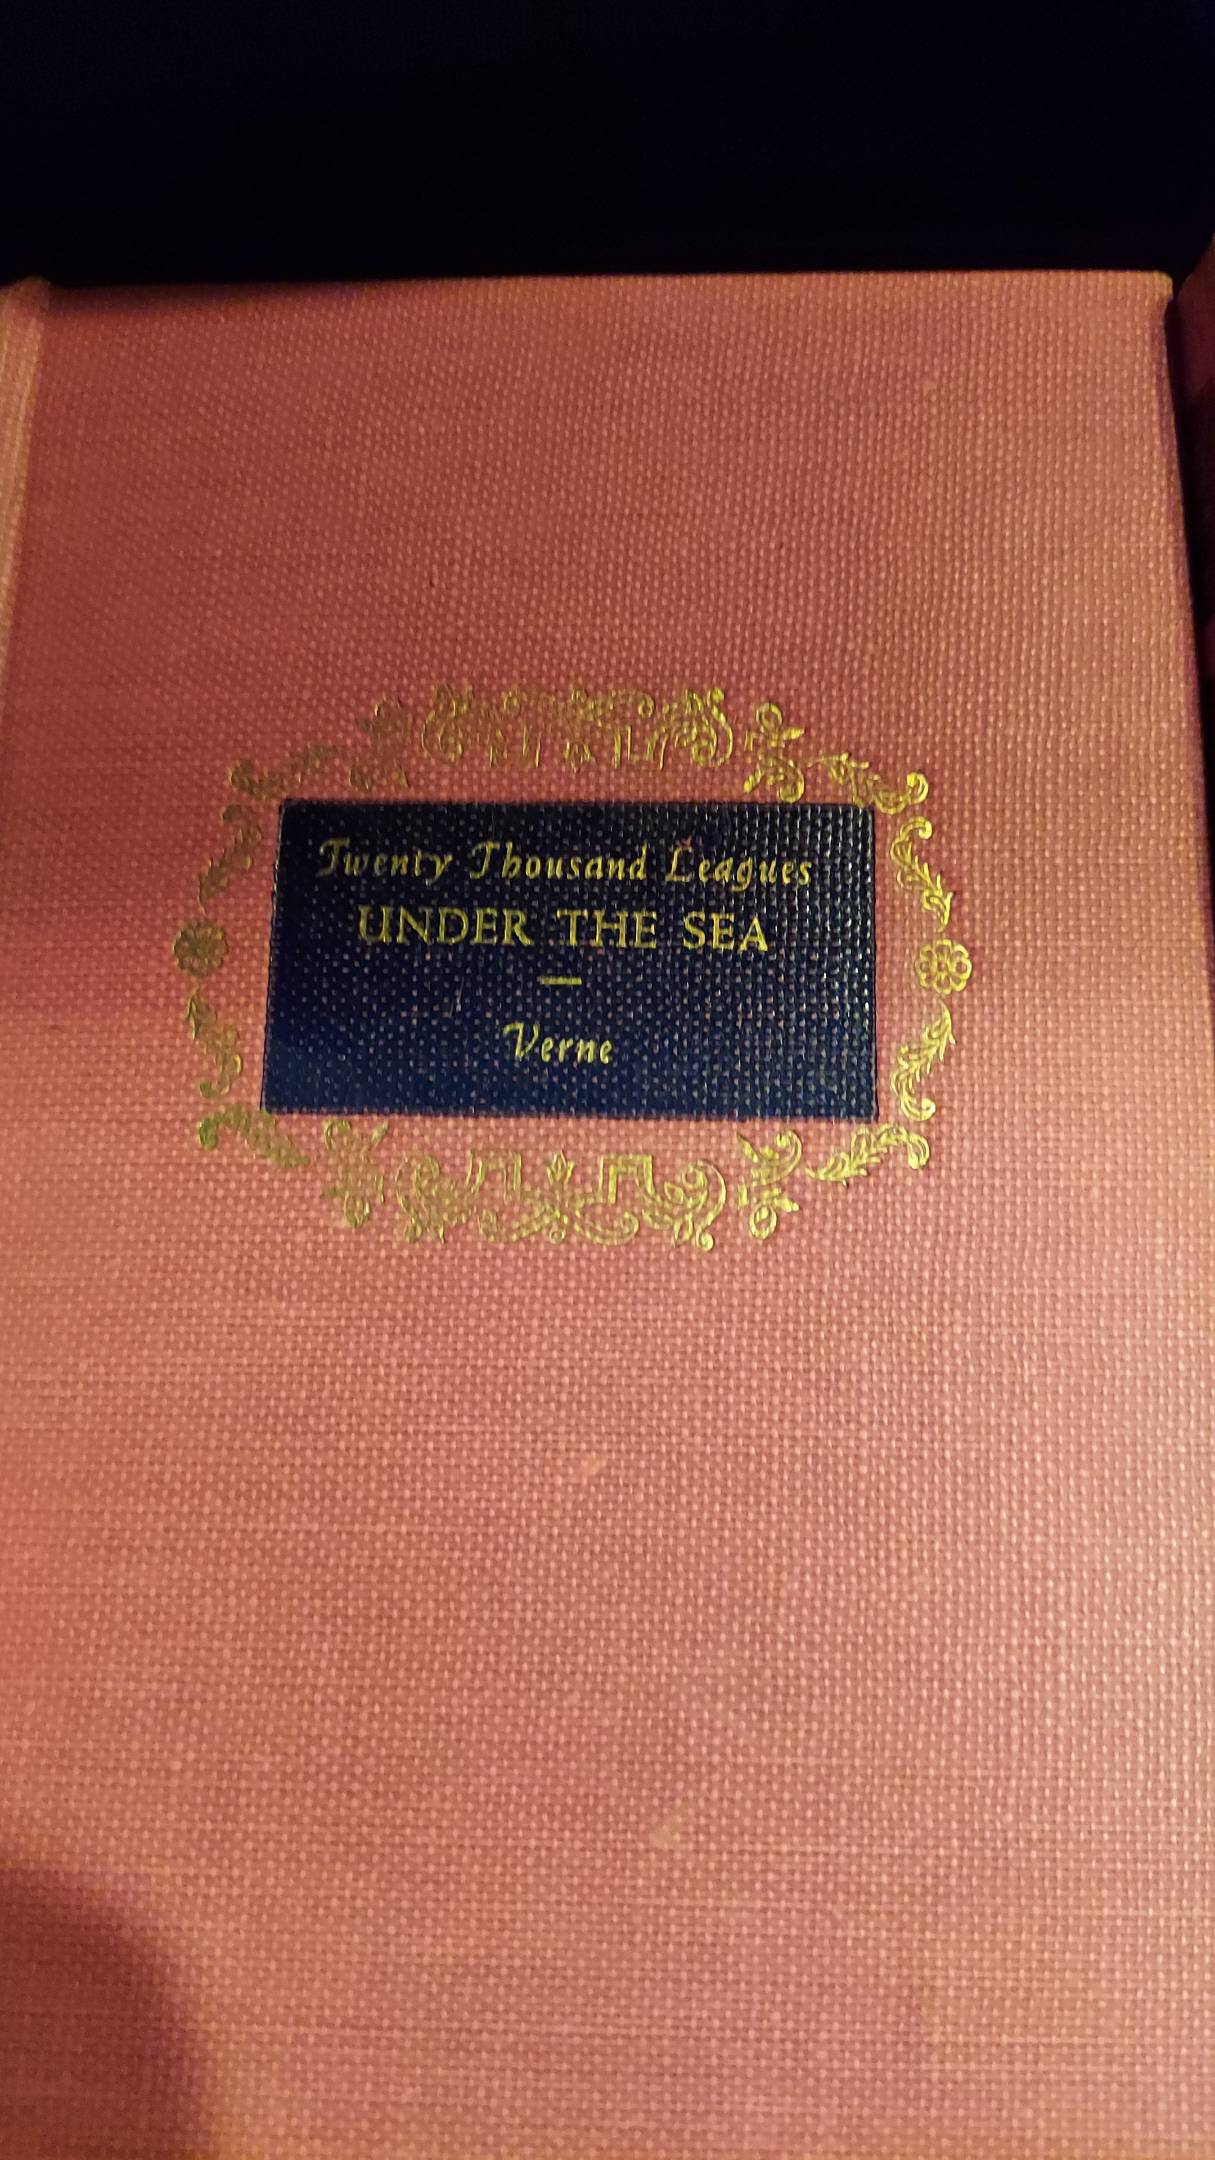 Twenty Thousand Leagues
UNDER THE SEA
—
Verne